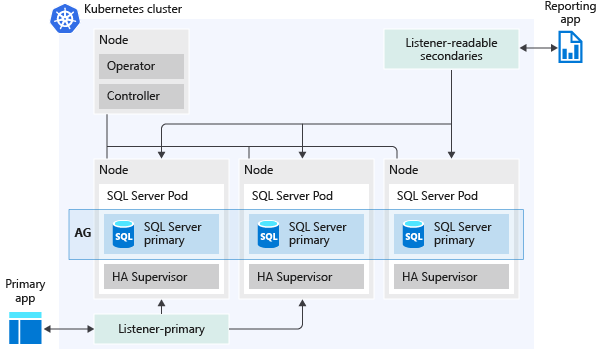 Kubernetes cluster
Reporting
app
Node
Operator
Controller
Listener-readable
secondaries
Node
Node
Node
SQL Server Pod
SQL Server Pod
SQL Server Pod
AG
SQL
SQL Server
primary
SQL
SQL Server
primary
SQL
SQL Server
primary
HA Supervisor
HA Supervisor
HA Supervisor
Primary
app
Listener-primary